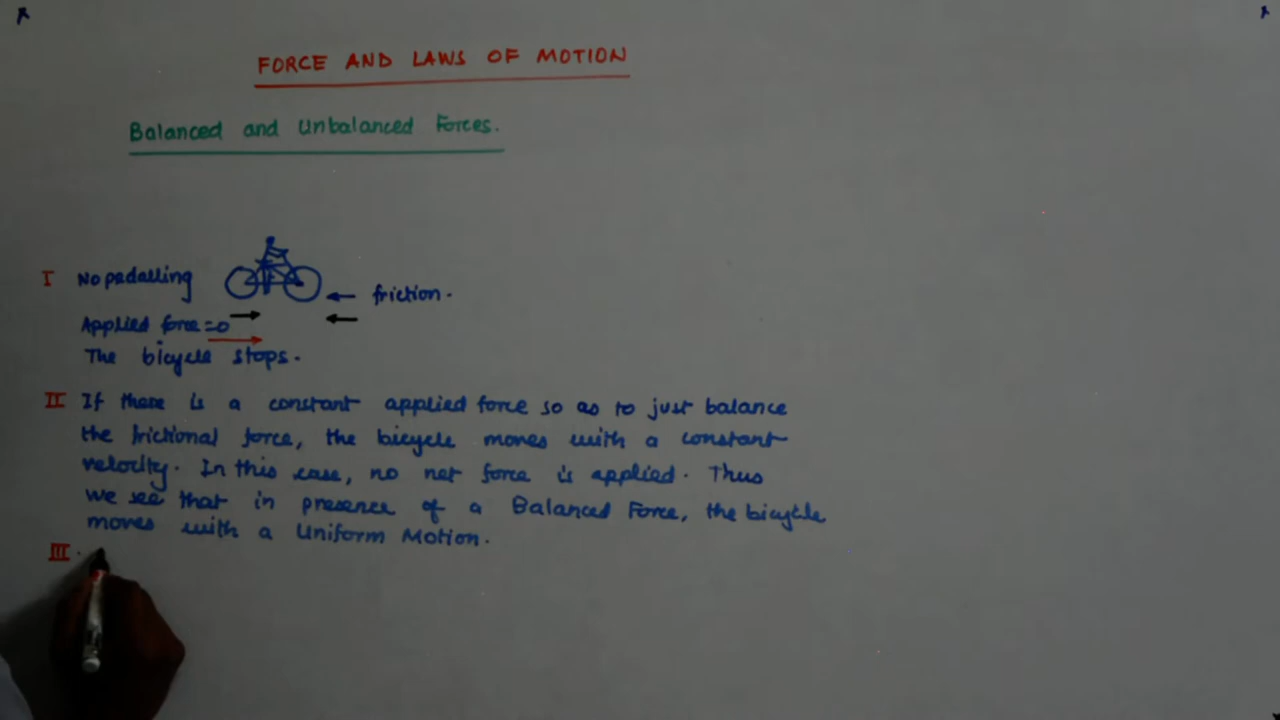 FORCE AND LAWS OF MOTION
Balanced and Unbalanced Forces.
I No pedalling
friction.
Applied force=0
The bicycle stops.
II If there is a constant applied force so as to just balance
the frictional force, the bicycle moves with a constant
velocity. In this case, no net force is applied. Thus
we see that in presence of a Balanced Force, the bicycle
moves with a Uniform Motion.
III.